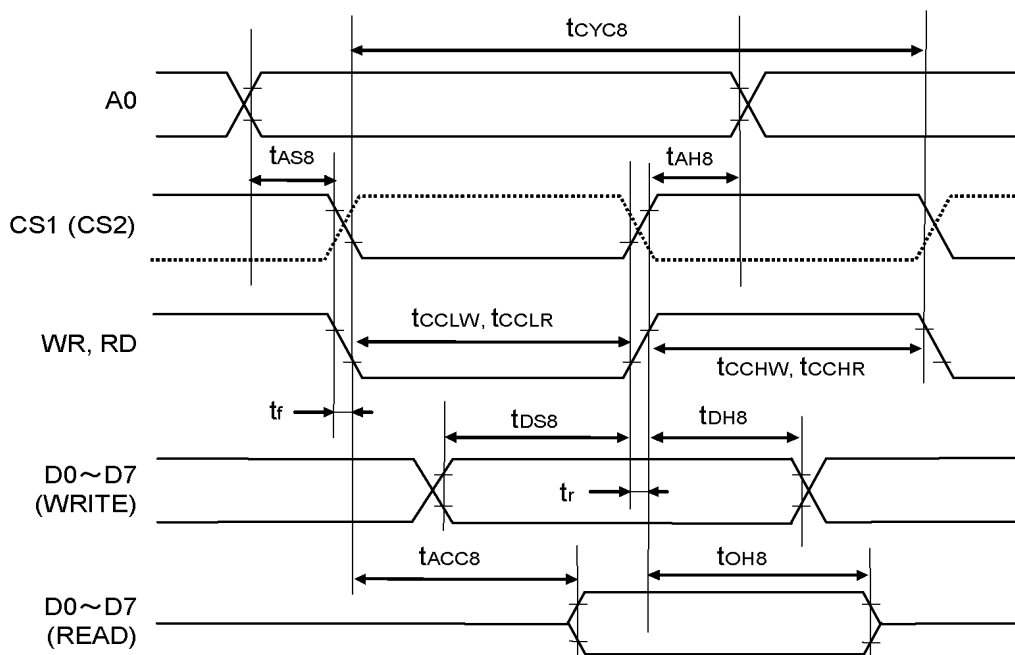 tCYC8
A0
tAS8
tAH8
CS1 (CS2)
tCCLW, tCCLR
WR, RD
tCCHW, tCCHR
tf
tDS8
tDH8
D0～D7
(WRITE)
tr
tACC8
tOH8
D0～D7
(READ)